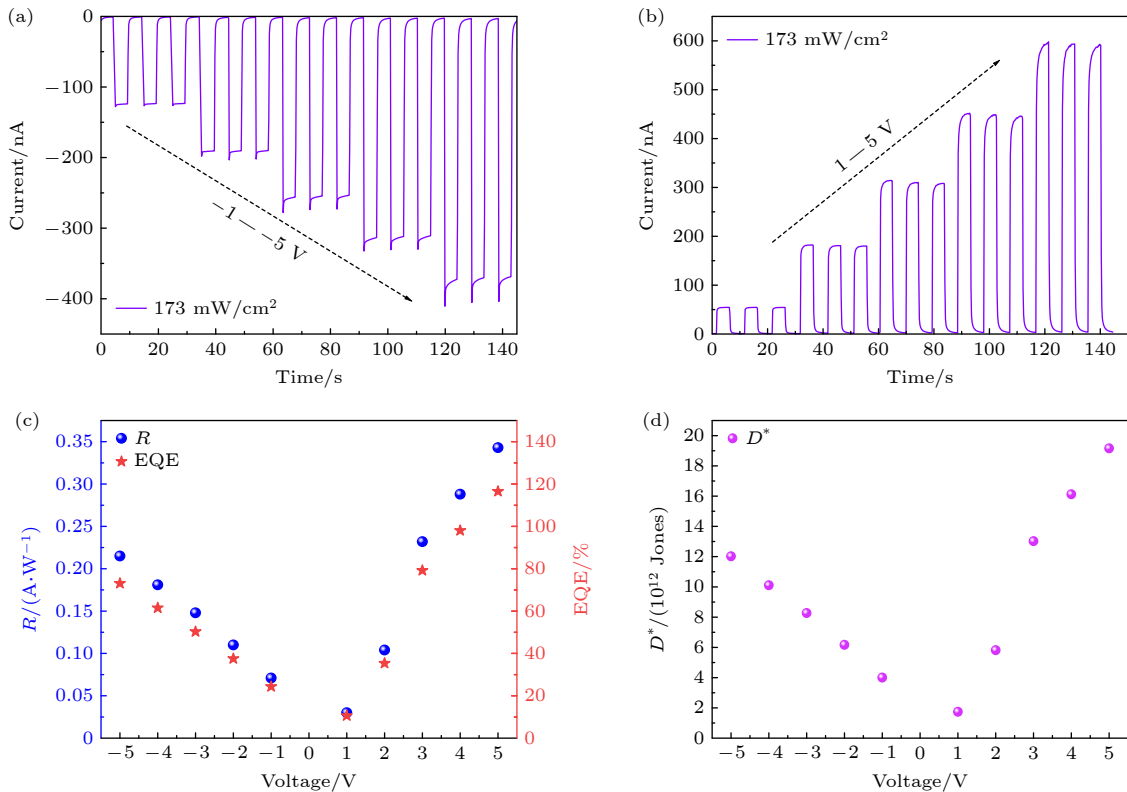 (a)
0
−100
−200
−300
−400
Current/nA
−1 — −5 V
173 mW/cm²
0 20 40 60 80 100 120 140
Time/s
(b)
600
500
400
300
200
100
0
Current/nA
173 mW/cm²
1 — 5 V
0 20 40 60 80 100 120 140
Time/s
(c)
R
EQE
0.35
0.30
0.25
0.20
0.15
0.10
0.05
0
R/(A·W⁻¹)
140
120
100
80
60
40
20
0
EQE/%
−5 −4 −3 −2 −1 0 1 2 3 4 5
Voltage/V
(d)
D*
20
18
16
14
12
10
8
6
4
2
0
D*/(10¹² Jones)
−5 −4 −3 −2 −1 0 1 2 3 4 5
Voltage/V